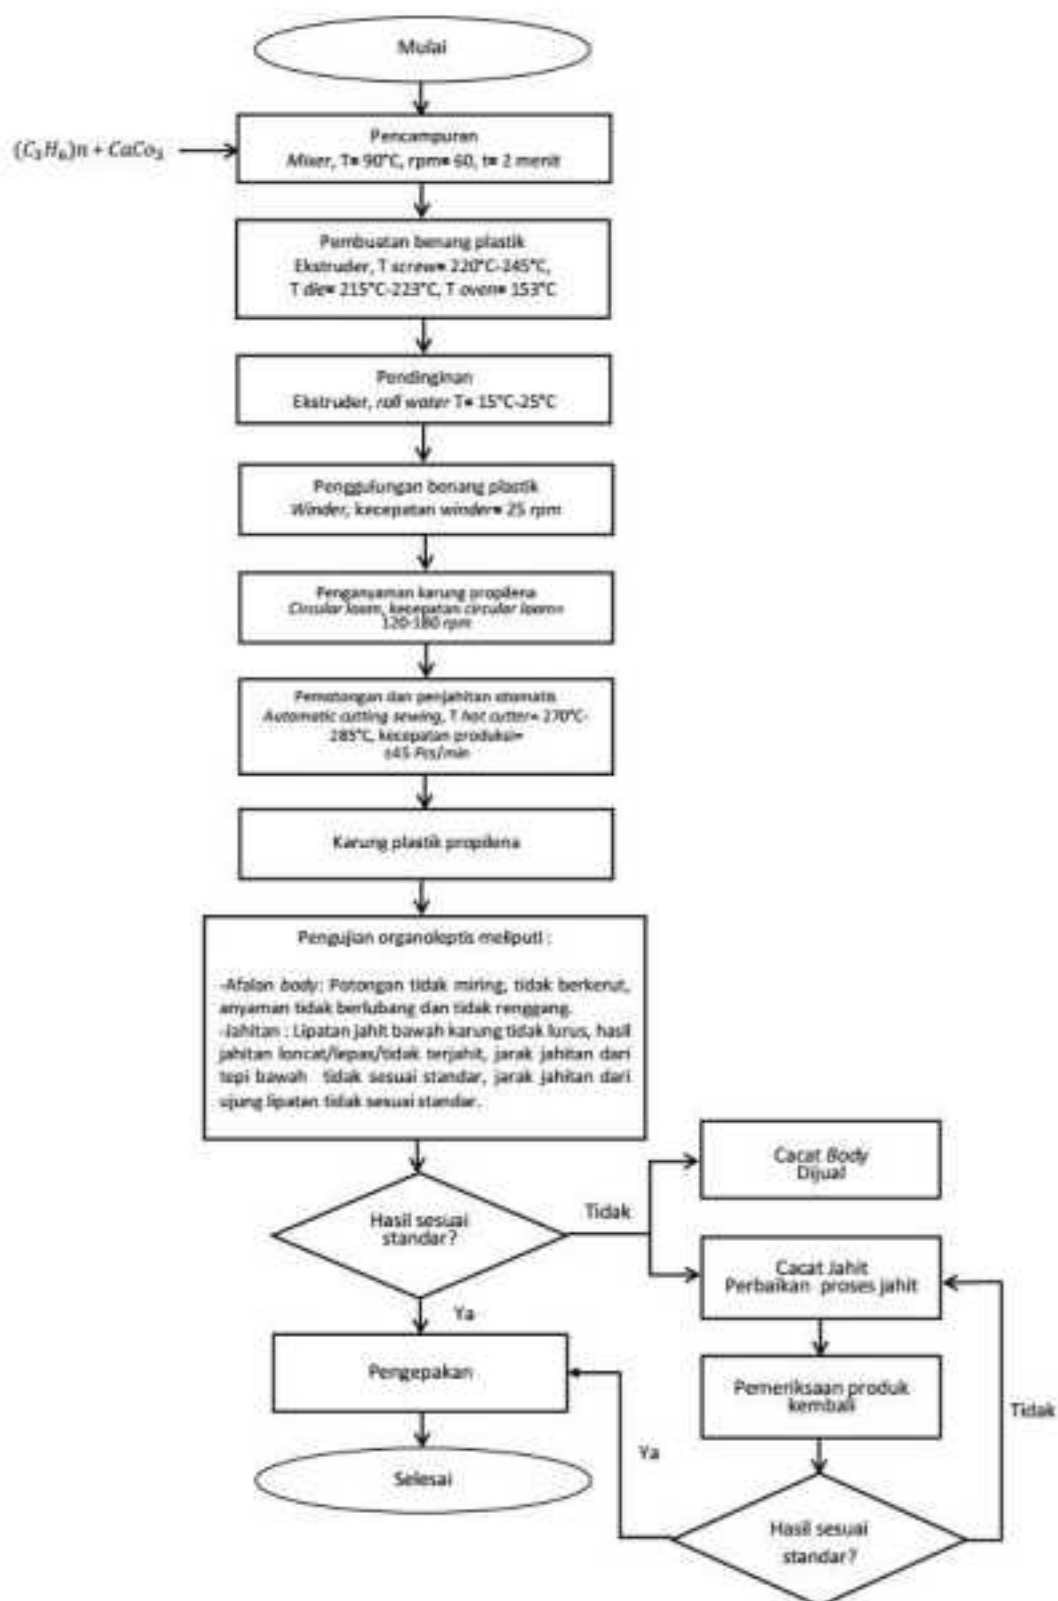 Mulai
(C₃H₆)n + CaCo₃
Pencampuran
Mixer, T= 90°C, rpm= 60, t= 2 menit
Pembuatan benang plastik
Ekstruder, T screw= 220°C-245°C,
T die= 215°C-223°C, T oven= 153°C
Pendinginan
Ekstruder, roll water T= 15°C-25°C
Penggulungan benang plastik
Winder, kecepatan winder= 25 rpm
Penganyaman karung propilena
Circular loom, kecepatan circular loom=
120-180 rpm
Pemotongan dan penjahitan otomatis
Automatic cutting sewing, T hot cutter= 270°C-
285°C, kecepatan produksi=
±45 Pcs/min
Karung plastik propilena
Pengujian organoleptis meliputi :
-Afalan body: Potongan tidak miring, tidak berkerut,
anyaman tidak berlubang dan tidak renggang.
-Jahitan : Lipatan jahit bawah karung tidak lurus, hasil
jahitan loncat/lepas/tidak terjahit, jarak jahitan dari
tepi bawah tidak sesuai standar, jarak jahitan dari
ujung lipatan tidak sesuai standar.
Hasil sesuai
standar?
Tidak
Cacat Body
Dijual
Cacat Jahit
Perbaikan proses jahit
Ya
Pengepakan
Pemeriksaan produk
kembali
Tidak
Ya
Selesai
Hasil sesuai
standar?